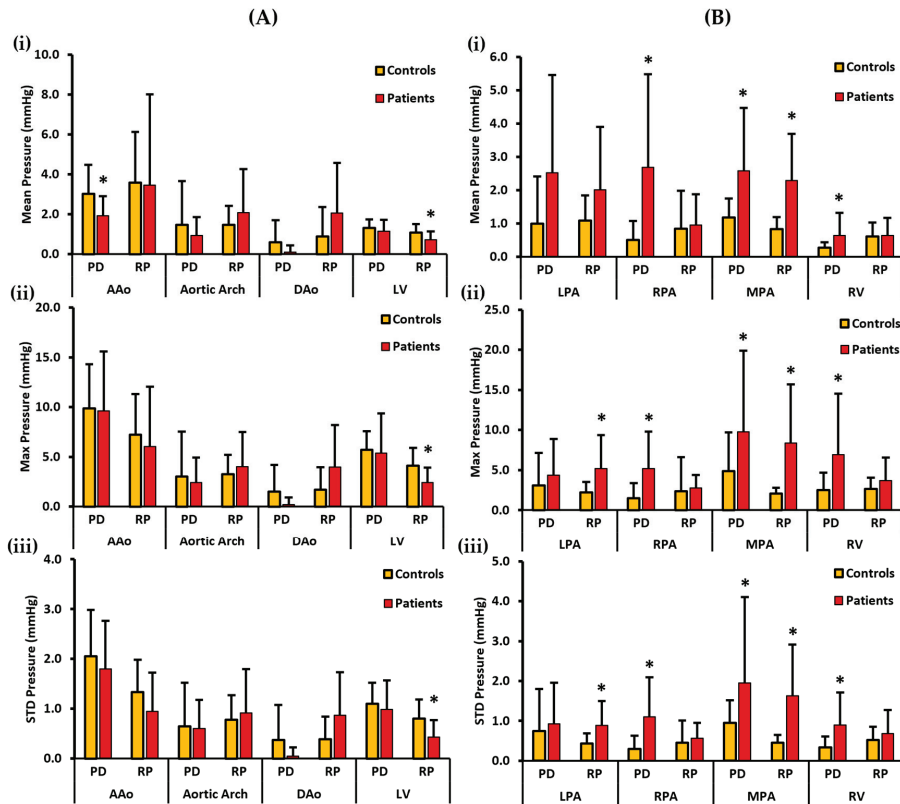 (A)
(i)
Mean Pressure (mmHg)
10.0
8.0
6.0
4.0
2.0
0.0
Controls
Patients
*
*
PD RP PD RP PD RP PD RP
AAo Aortic Arch DAo LV
(ii)
Max Pressure (mmHg)
20.0
15.0
10.0
5.0
0.0
Controls
Patients
*
PD RP PD RP PD RP PD RP
AAo Aortic Arch DAo LV
(iii)
STD Pressure (mmHg)
4.0
3.0
2.0
1.0
0.0
Controls
Patients
*
PD RP PD RP PD RP PD RP
AAo Aortic Arch DAo LV
(B)
(i)
Mean Pressure (mmHg)
6.0
5.0
4.0
3.0
2.0
1.0
0.0
Controls
Patients
*
*
*
*
PD RP PD RP PD RP PD RP
LPA RPA MPA RV
(ii)
Max Pressure (mmHg)
25.0
20.0
15.0
10.0
5.0
0.0
Controls
Patients
*
*
*
*
*
PD RP PD RP PD RP PD RP
LPA RPA MPA RV
(iii)
STD Pressure (mmHg)
5.0
4.0
3.0
2.0
1.0
0.0
Controls
Patients
*
*
*
*
*
PD RP PD RP PD RP PD RP
LPA RPA MPA RV